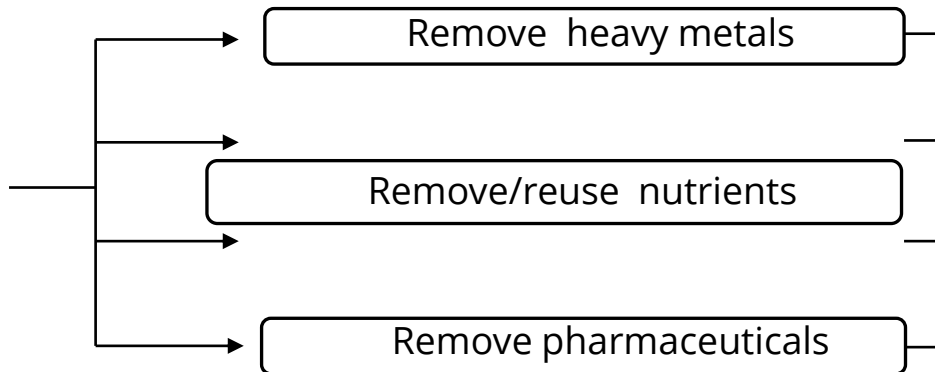 Remove heavy metals
Remove/reuse nutrients
Remove pharmaceuticals